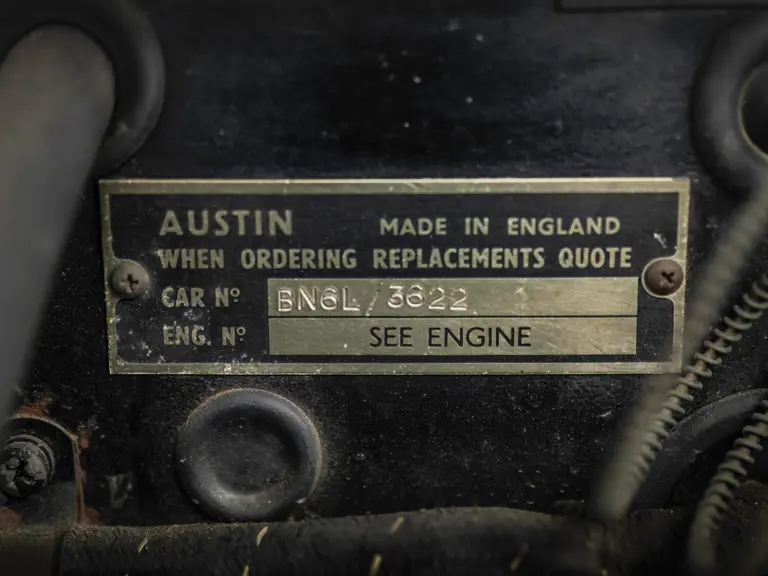 AUSTIN MADE IN ENGLAND
WHEN ORDERING REPLACEMENTS QUOTE
CAR Nº BN6L/3622
ENG. Nº SEE ENGINE